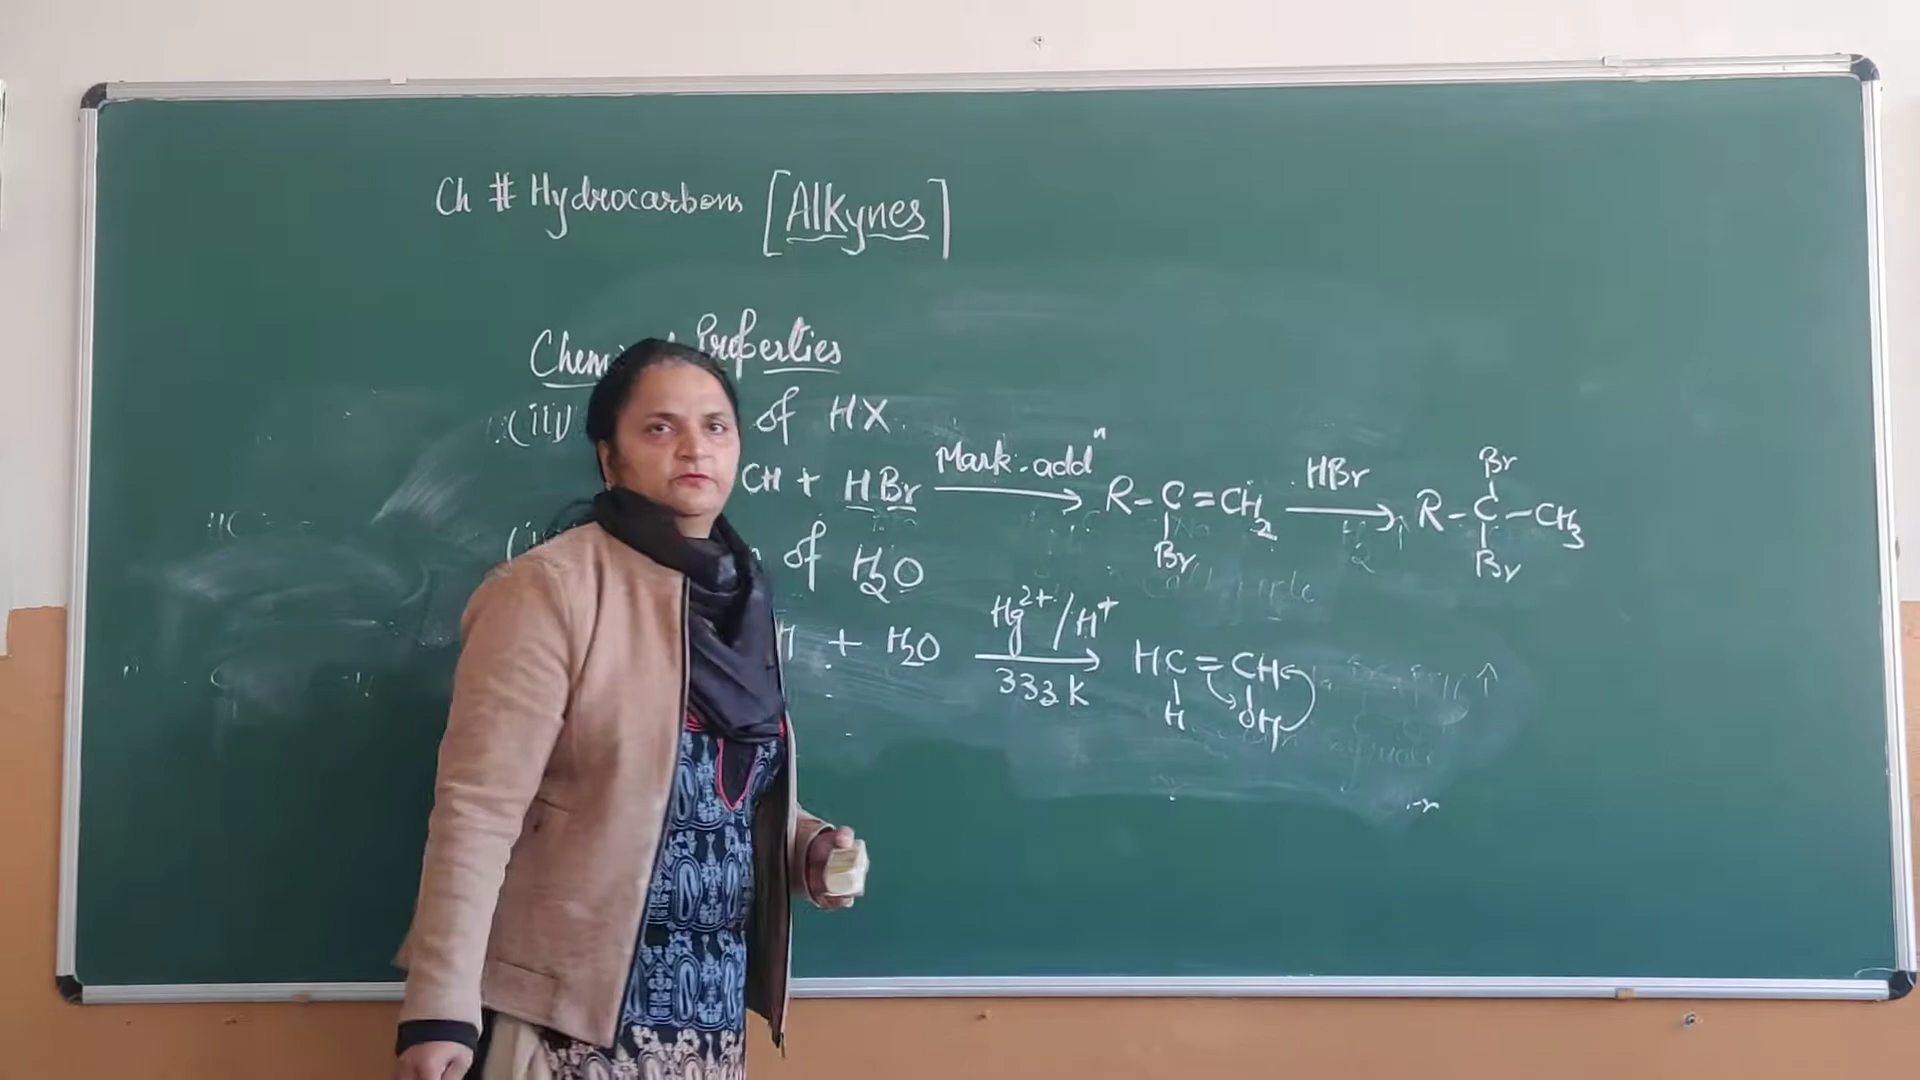 Ch # Hydrocarbons [Alkynes]
Properties
(iii) of HX
CH + HBr Mark. addⁿ → R-C=CH₂ HBr → R-C-CH₃
Br Br
Br
of H₂O
H + H₂O Hg²⁺/H⁺ → HC=CH
333 K
H OH